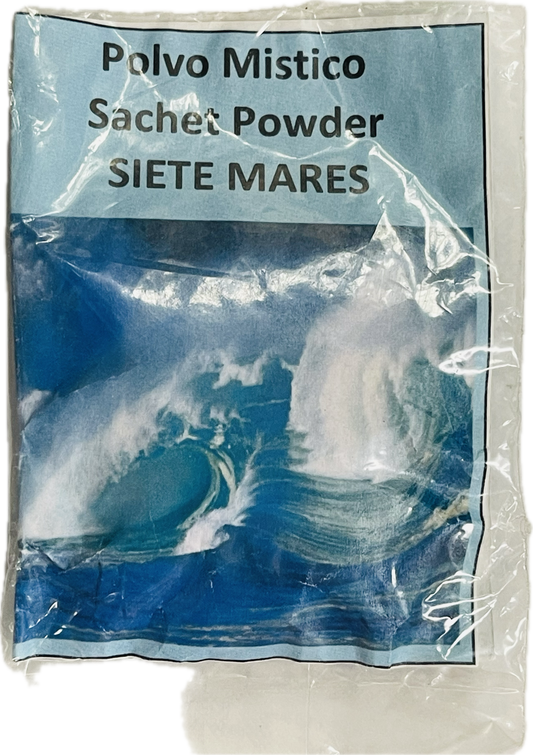 Polvo Mistico
Sachet Powder
SIETE MARES